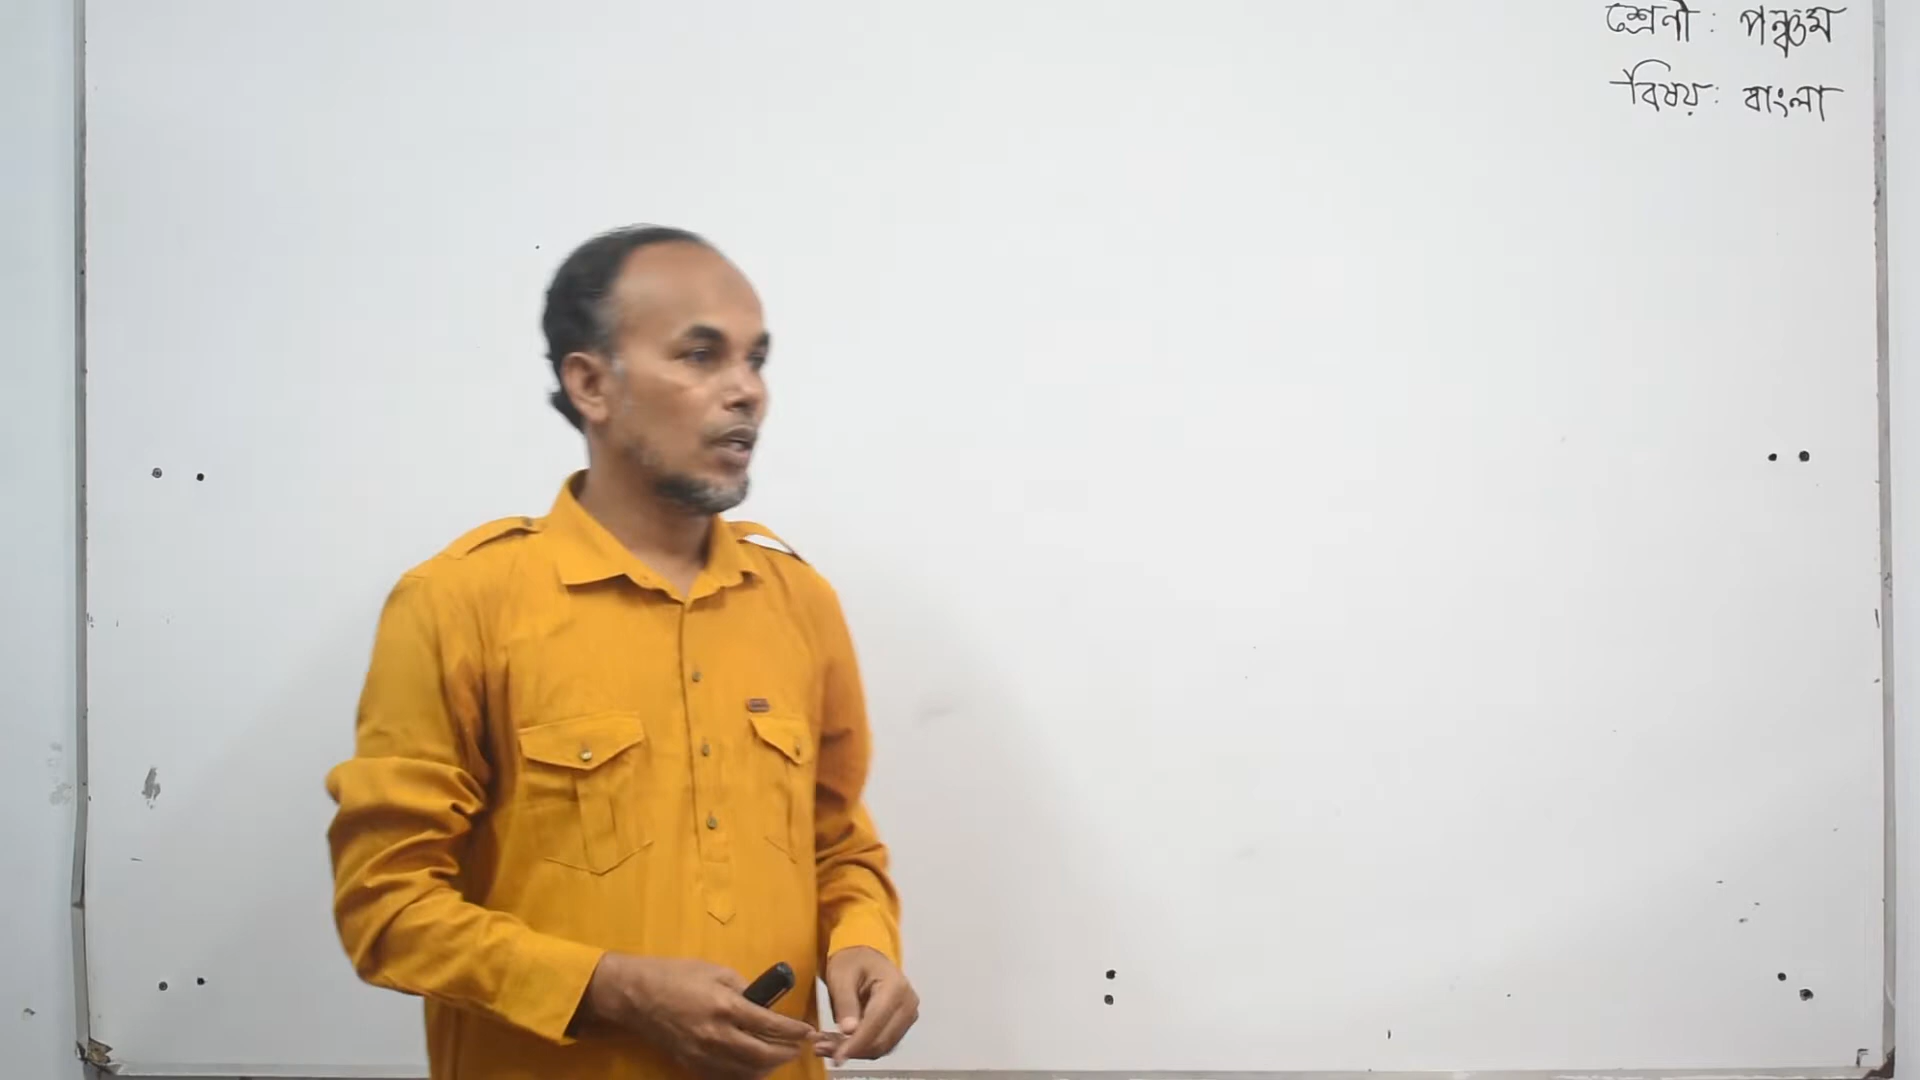 শ্রেণী : পঞ্চম
বিষয় : বাংলা